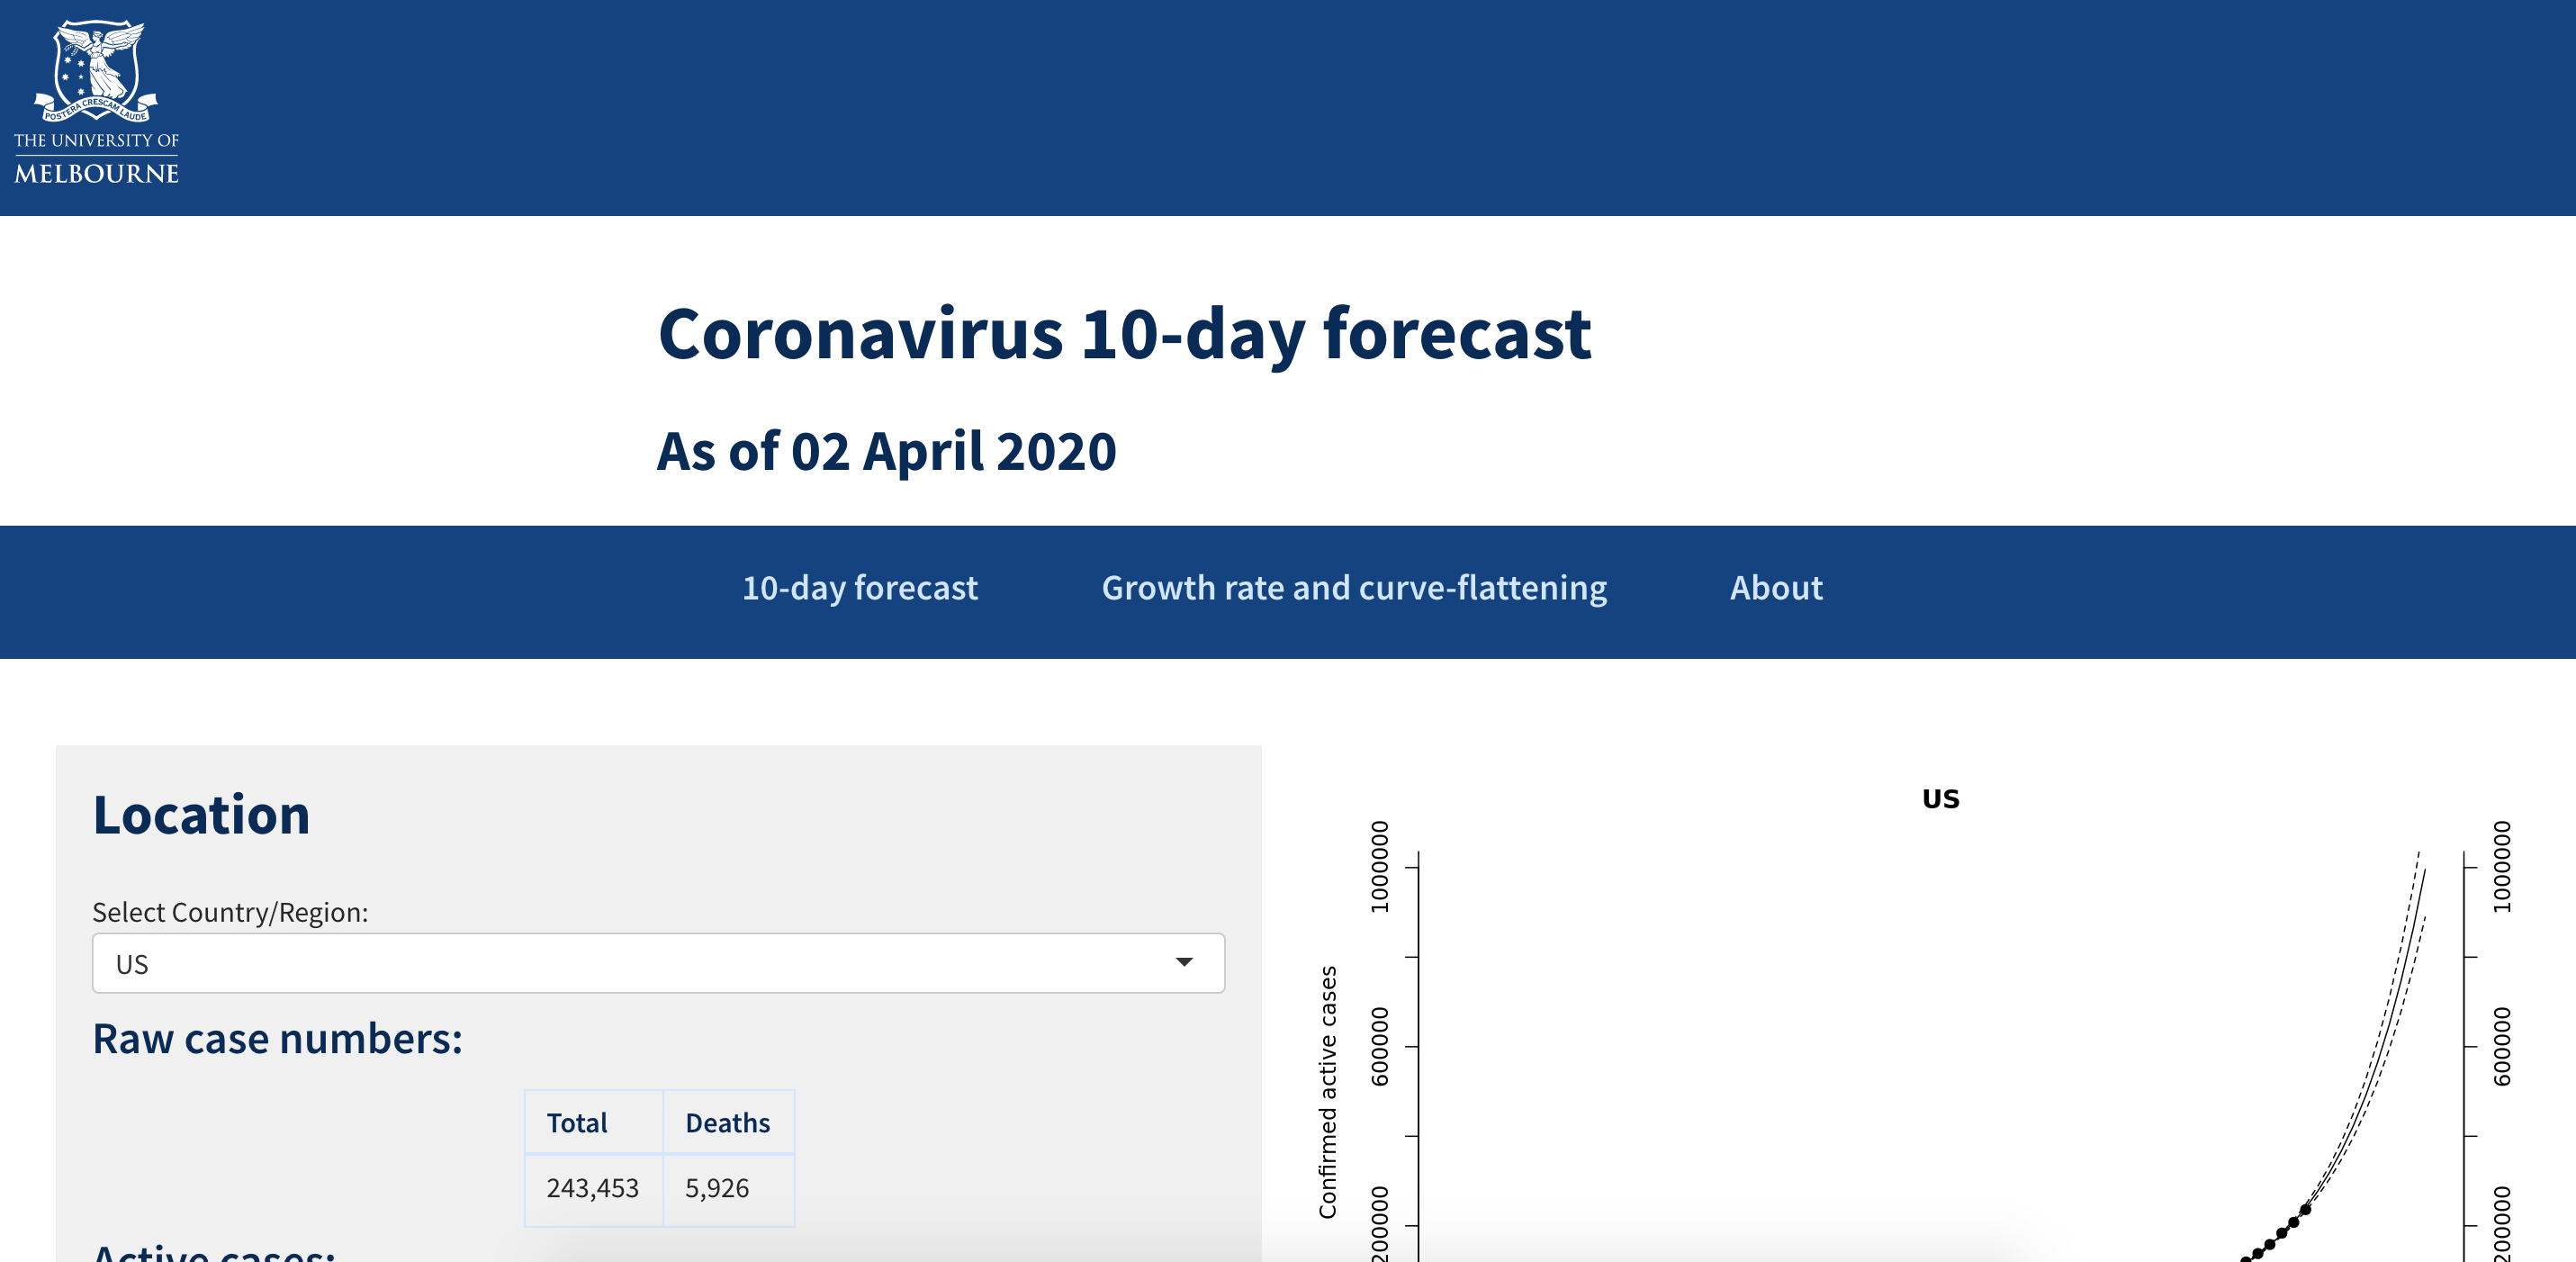 POSTERA CRESCAM LAUDE
THE UNIVERSITY OF
MELBOURNE
Coronavirus 10-day forecast
As of 02 April 2020
10-day forecast
Growth rate and curve-flattening
About
Location
Select Country/Region:
US
Raw case numbers:
Total Deaths
243,453 5,926
Active cases:
US
Confirmed active cases
1000000
600000
200000
1000000
600000
200000